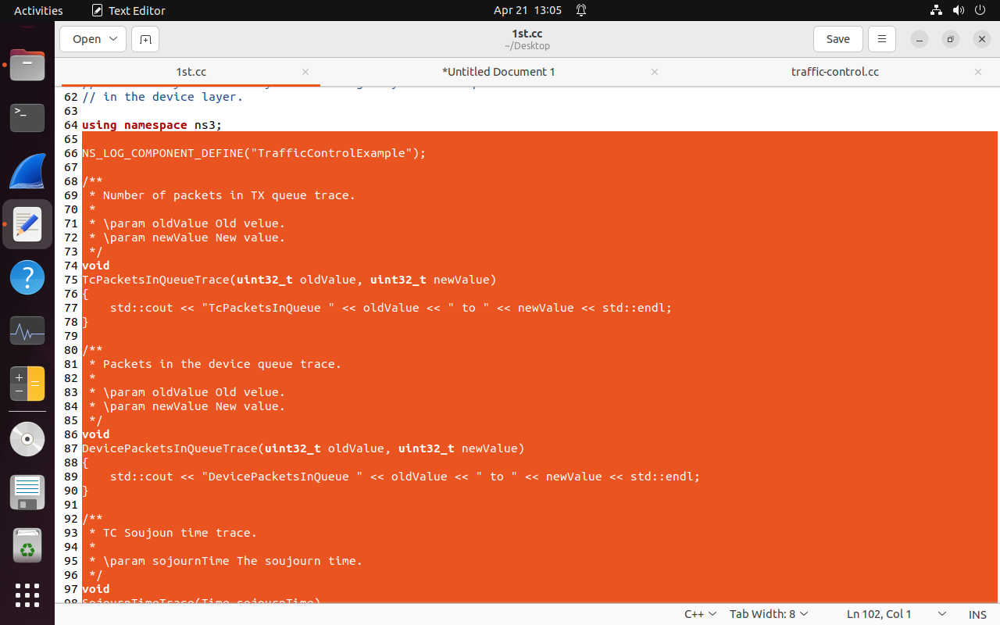 Activities
Text Editor
Apr 21 13:05
Open
1st.cc
~/Desktop
Save
1st.cc
*Untitled Document 1
traffic-control.cc
62 // in the device layer.
63
64 using namespace ns3;
65
66 NS_LOG_COMPONENT_DEFINE("TrafficControlExample");
67
68 /**
69  * Number of packets in TX queue trace.
70  *
71  * \param oldValue Old velue.
72  * \param newValue New value.
73  */
74 void
75 TcPacketsInQueueTrace(uint32_t oldValue, uint32_t newValue)
76 {
77     std::cout << "TcPacketsInQueue " << oldValue << " to " << newValue << std::endl;
78 }
79
80 /**
81  * Packets in the device queue trace.
82  *
83  * \param oldValue Old velue.
84  * \param newValue New value.
85  */
86 void
87 DevicePacketsInQueueTrace(uint32_t oldValue, uint32_t newValue)
88 {
89     std::cout << "DevicePacketsInQueue " << oldValue << " to " << newValue << std::endl;
90 }
91
92 /**
93  * TC Soujoun time trace.
94  *
95  * \param sojournTime The soujourn time.
96  */
97 void
98 SojournTimeTrace(Time sojournTime)
C++
Tab Width: 8
Ln 102, Col 1
INS